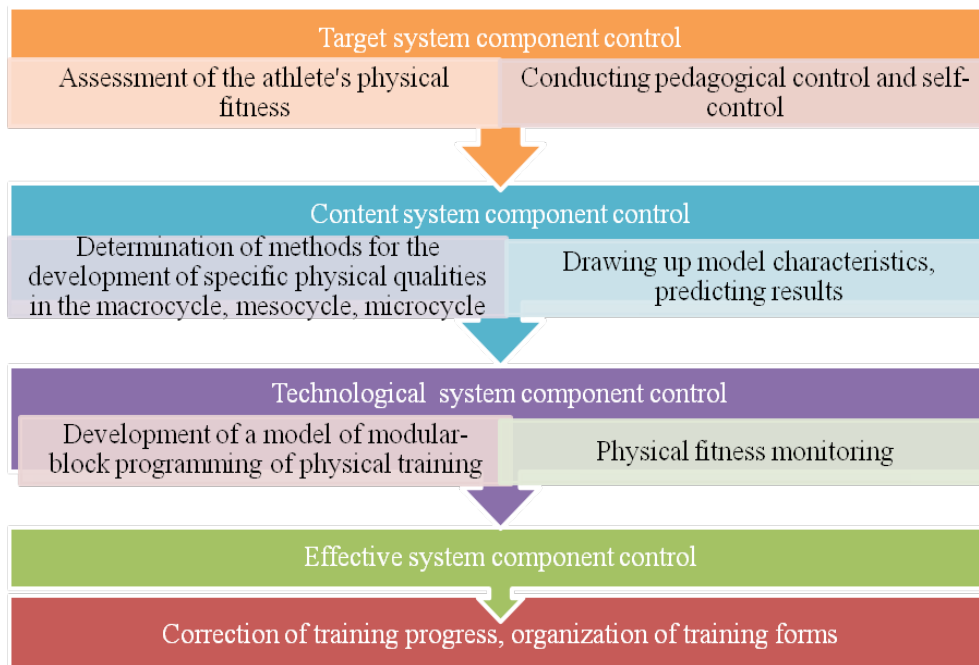 Target system component control
Assessment of the athlete's physical
fitness
Conducting pedagogical control and self-
control
Content system component control
Determination of methods for the
development of specific physical qualities
in the macrocycle, mesocycle, microcycle
Drawing up model characteristics,
predicting results
Technological system component control
Development of a model of modular-
block programming of physical training
Physical fitness monitoring
Effective system component control
Correction of training progress, organization of training forms